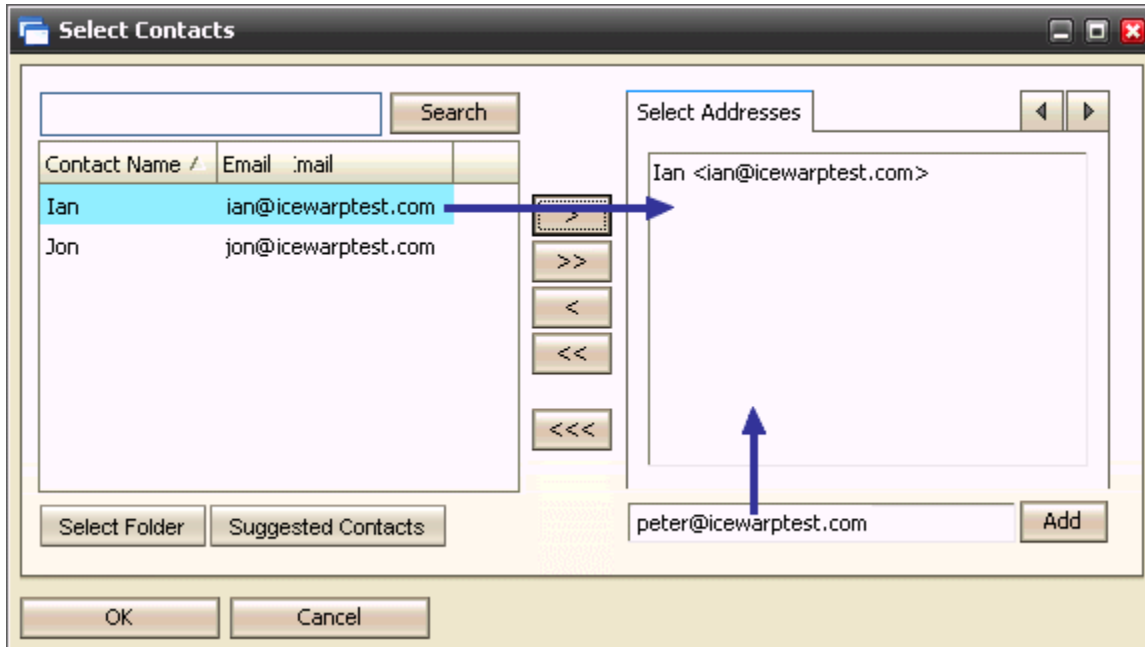 Select Contacts
Search
Select Addresses
Contact Name Email :mail
Ian <ian@icewarptest.com>
Ian ian@icewarptest.com
>
Jon jon@icewarptest.com
>>
<
<<
<<<
Select Folder Suggested Contacts
peter@icewarptest.com Add
OK Cancel